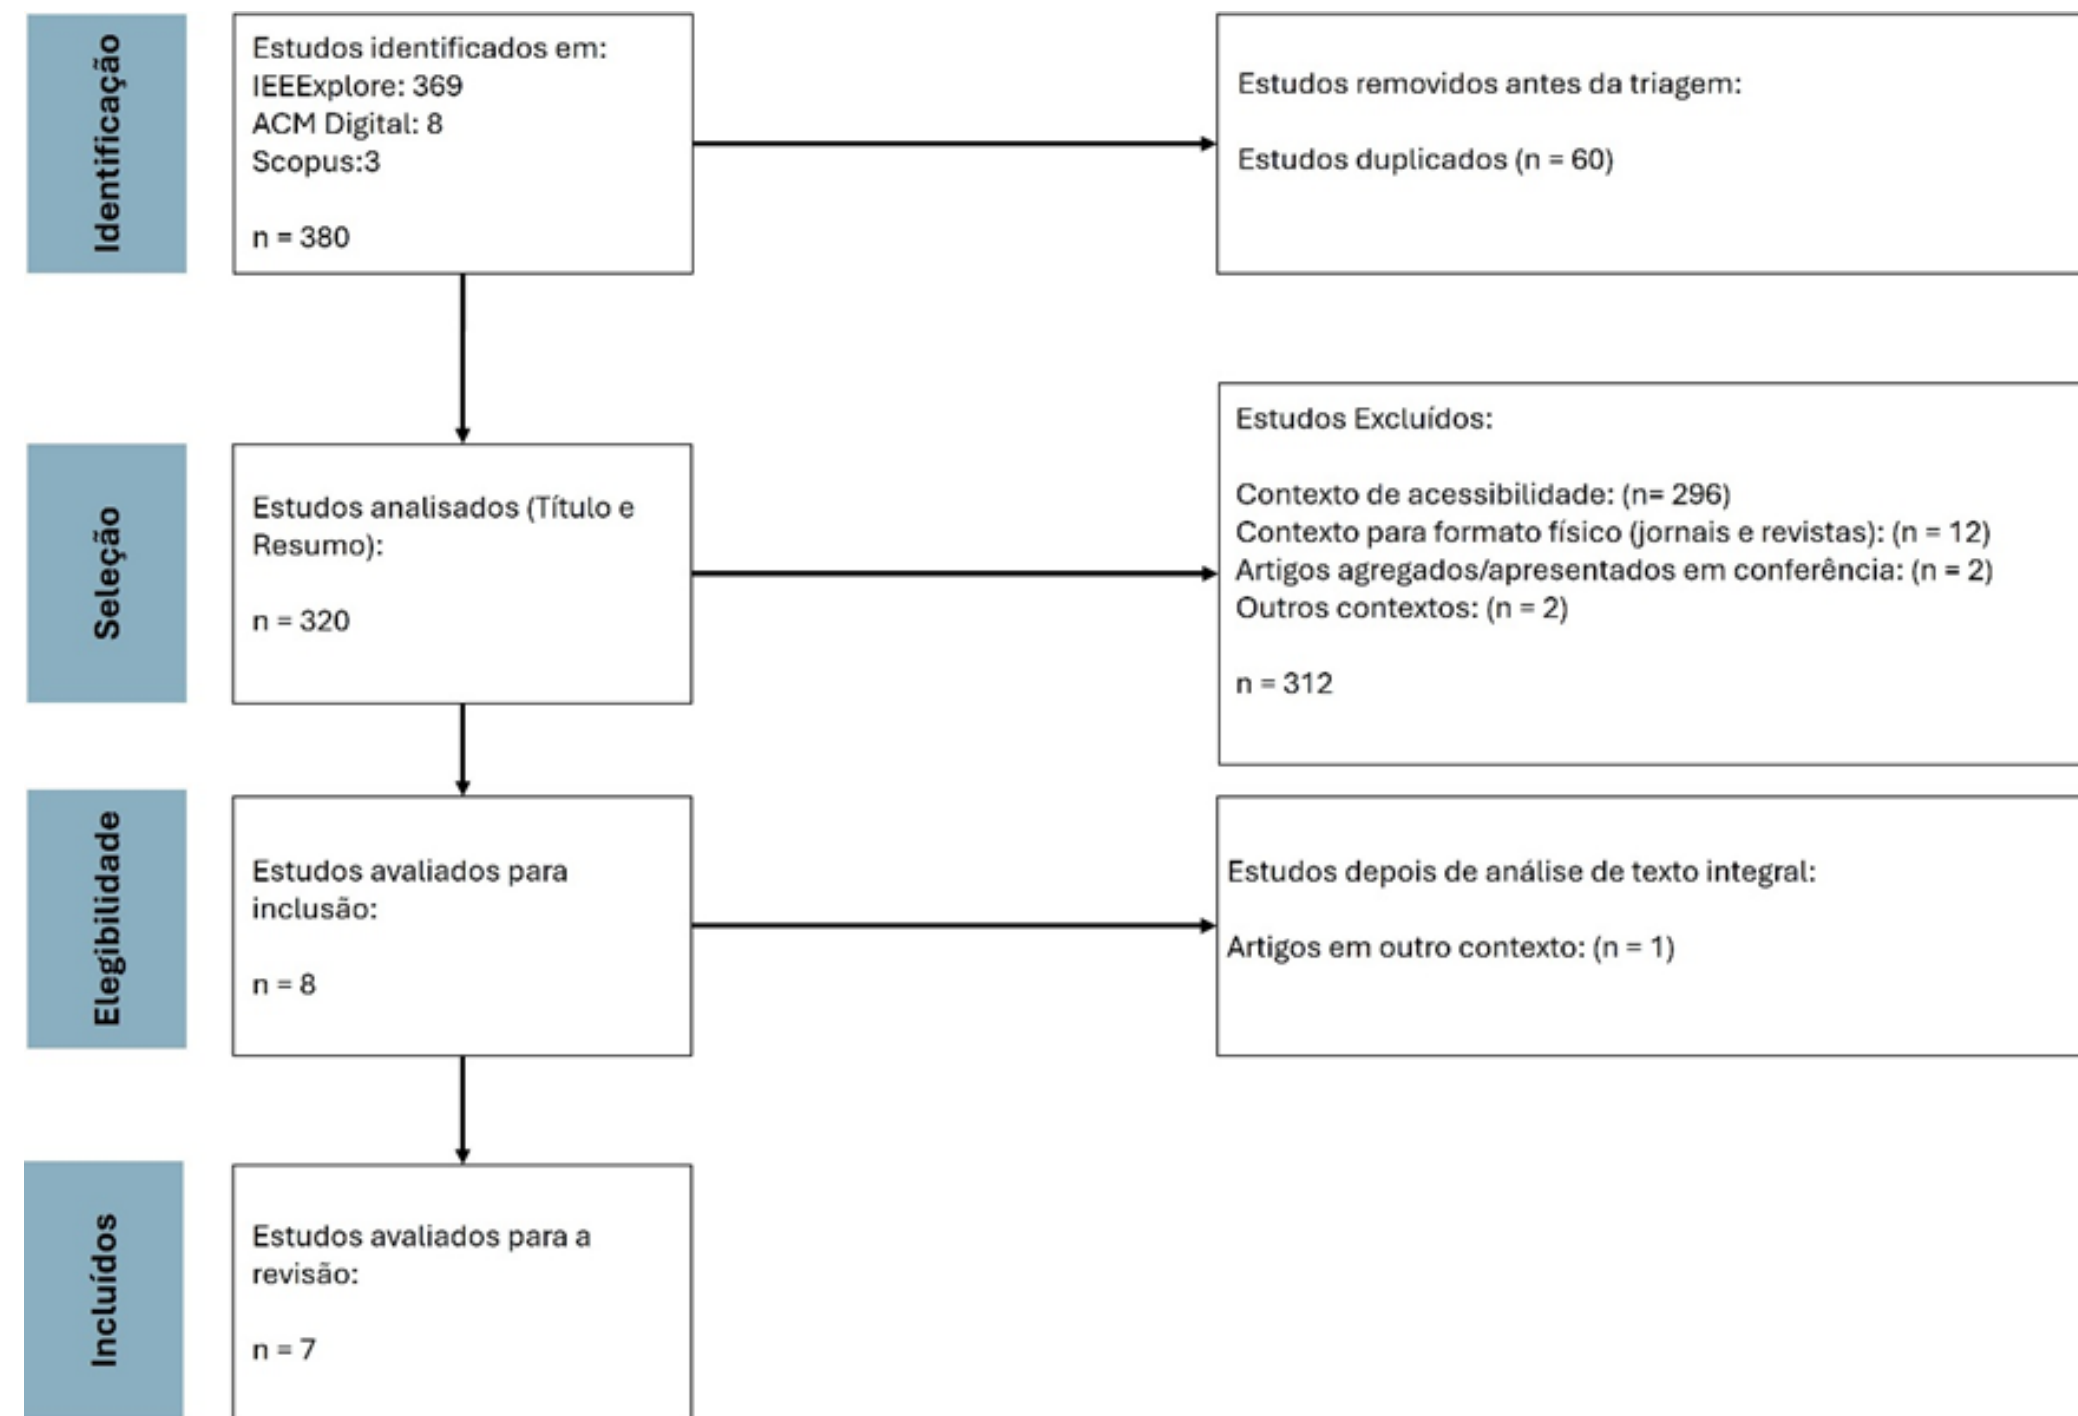 Identificação
Estudos identificados em:
IEEExplore: 369
ACM Digital: 8
Scopus:3
n = 380
Estudos removidos antes da triagem:
Estudos duplicados (n = 60)
Seleção
Estudos analisados (Título e
Resumo):
n = 320
Estudos Excluídos:
Contexto de acessibilidade: (n= 296)
Contexto para formato físico (jornais e revistas): (n = 12)
Artigos agregados/apresentados em conferência: (n = 2)
Outros contextos: (n = 2)
n = 312
Elegibilidade
Estudos avaliados para
inclusão:
n = 8
Estudos depois de análise de texto integral:
Artigos em outro contexto: (n = 1)
Incluídos
Estudos avaliados para a
revisão:
n = 7